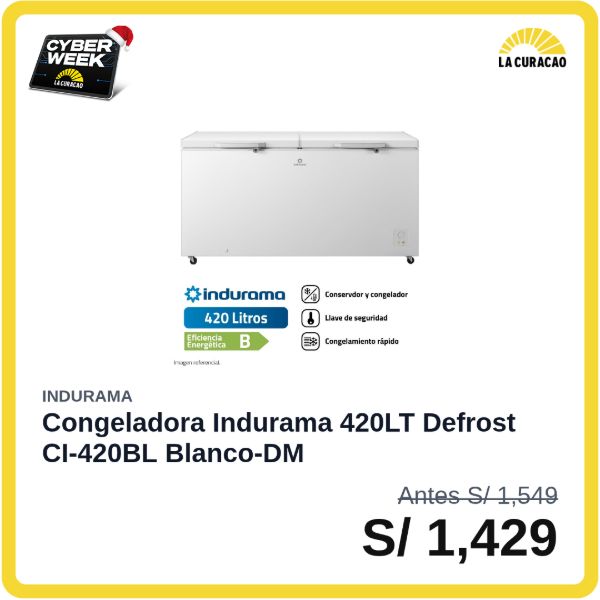 CYBER
WEEK
LA CURACAO
LA CURACAO
indurama
420 Litros
Eficiencia
Energética B
Conservdor y congelador
Llave de seguridad
Congelamiento rápido
Imagen referencial.
INDURAMA
Congeladora Indurama 420LT Defrost
CI-420BL Blanco-DM
Antes S/ 1,549
S/ 1,429